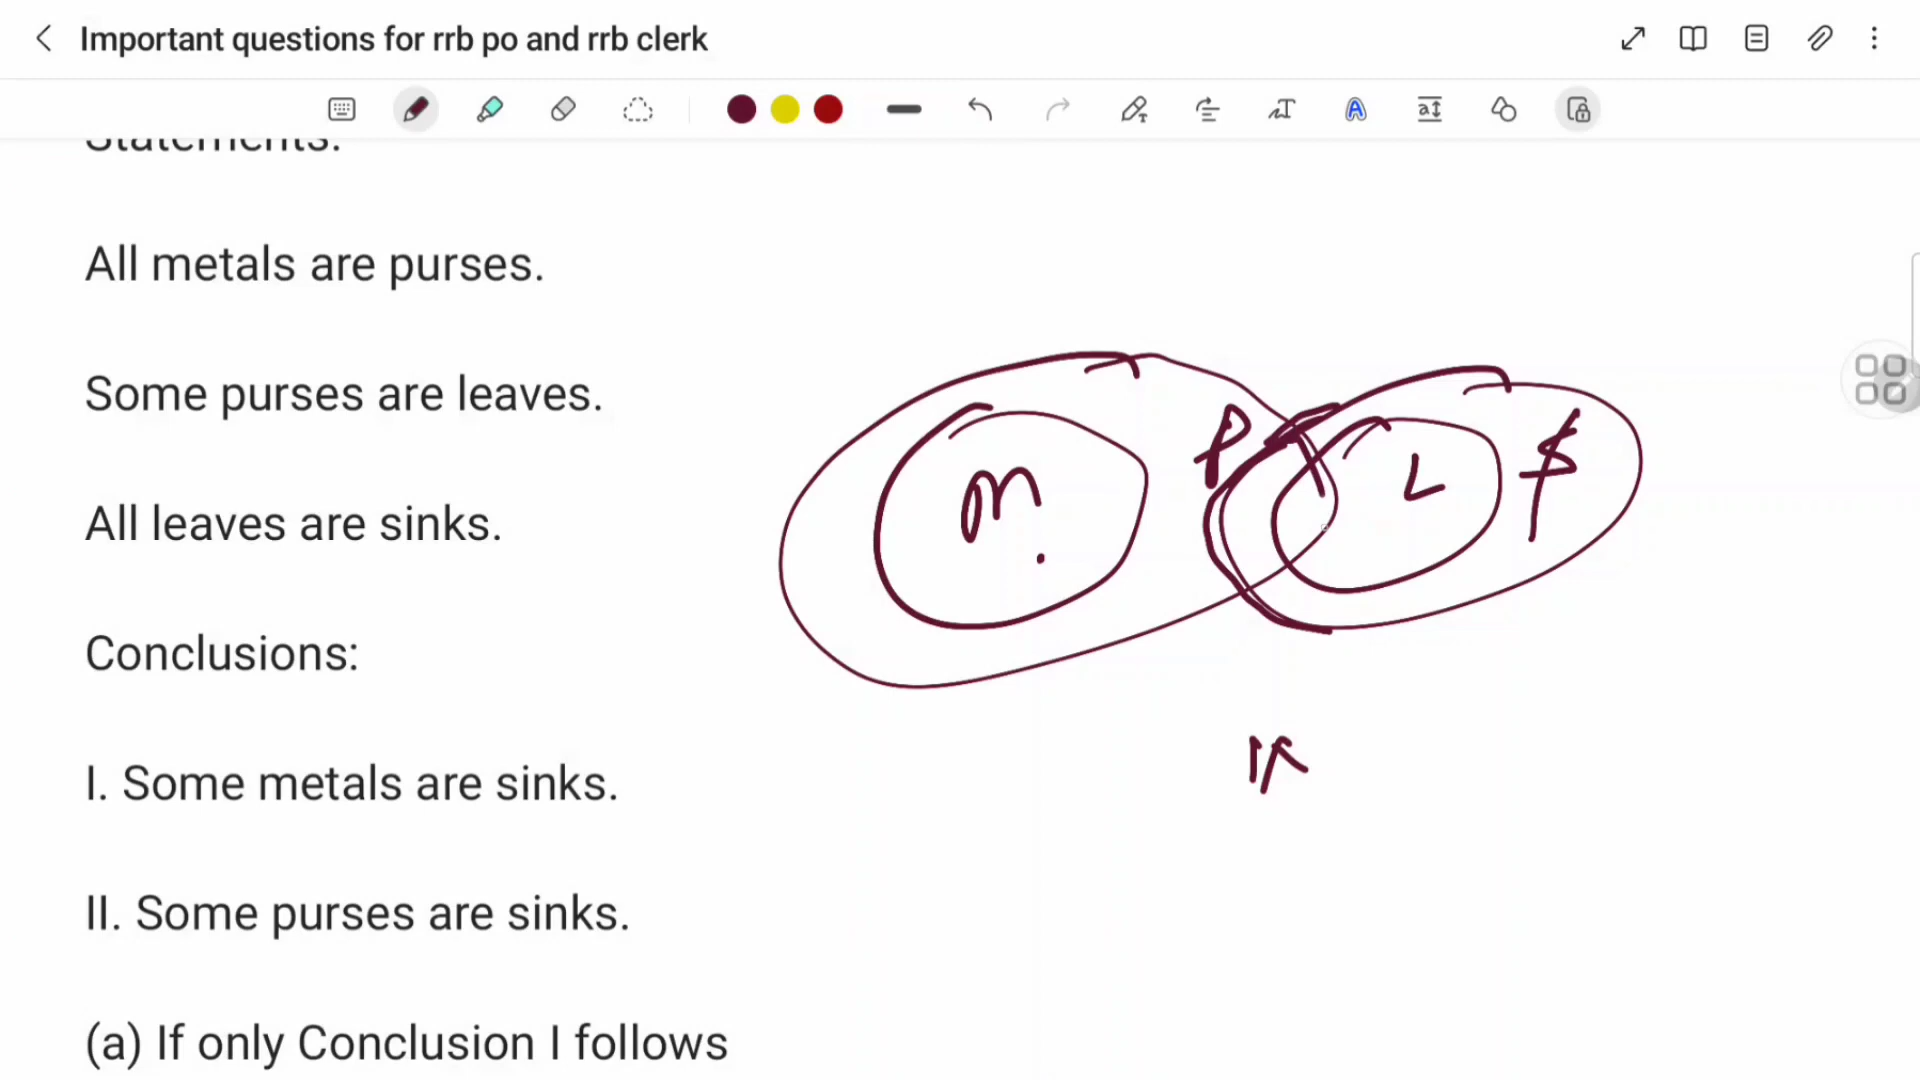 Important questions for rrb po and rrb clerk
Statements:
All metals are purses.
Some purses are leaves.
All leaves are sinks.
m
P
L
Conclusions:
I. Some metals are sinks.
II. Some purses are sinks.
(a) If only Conclusion I follows